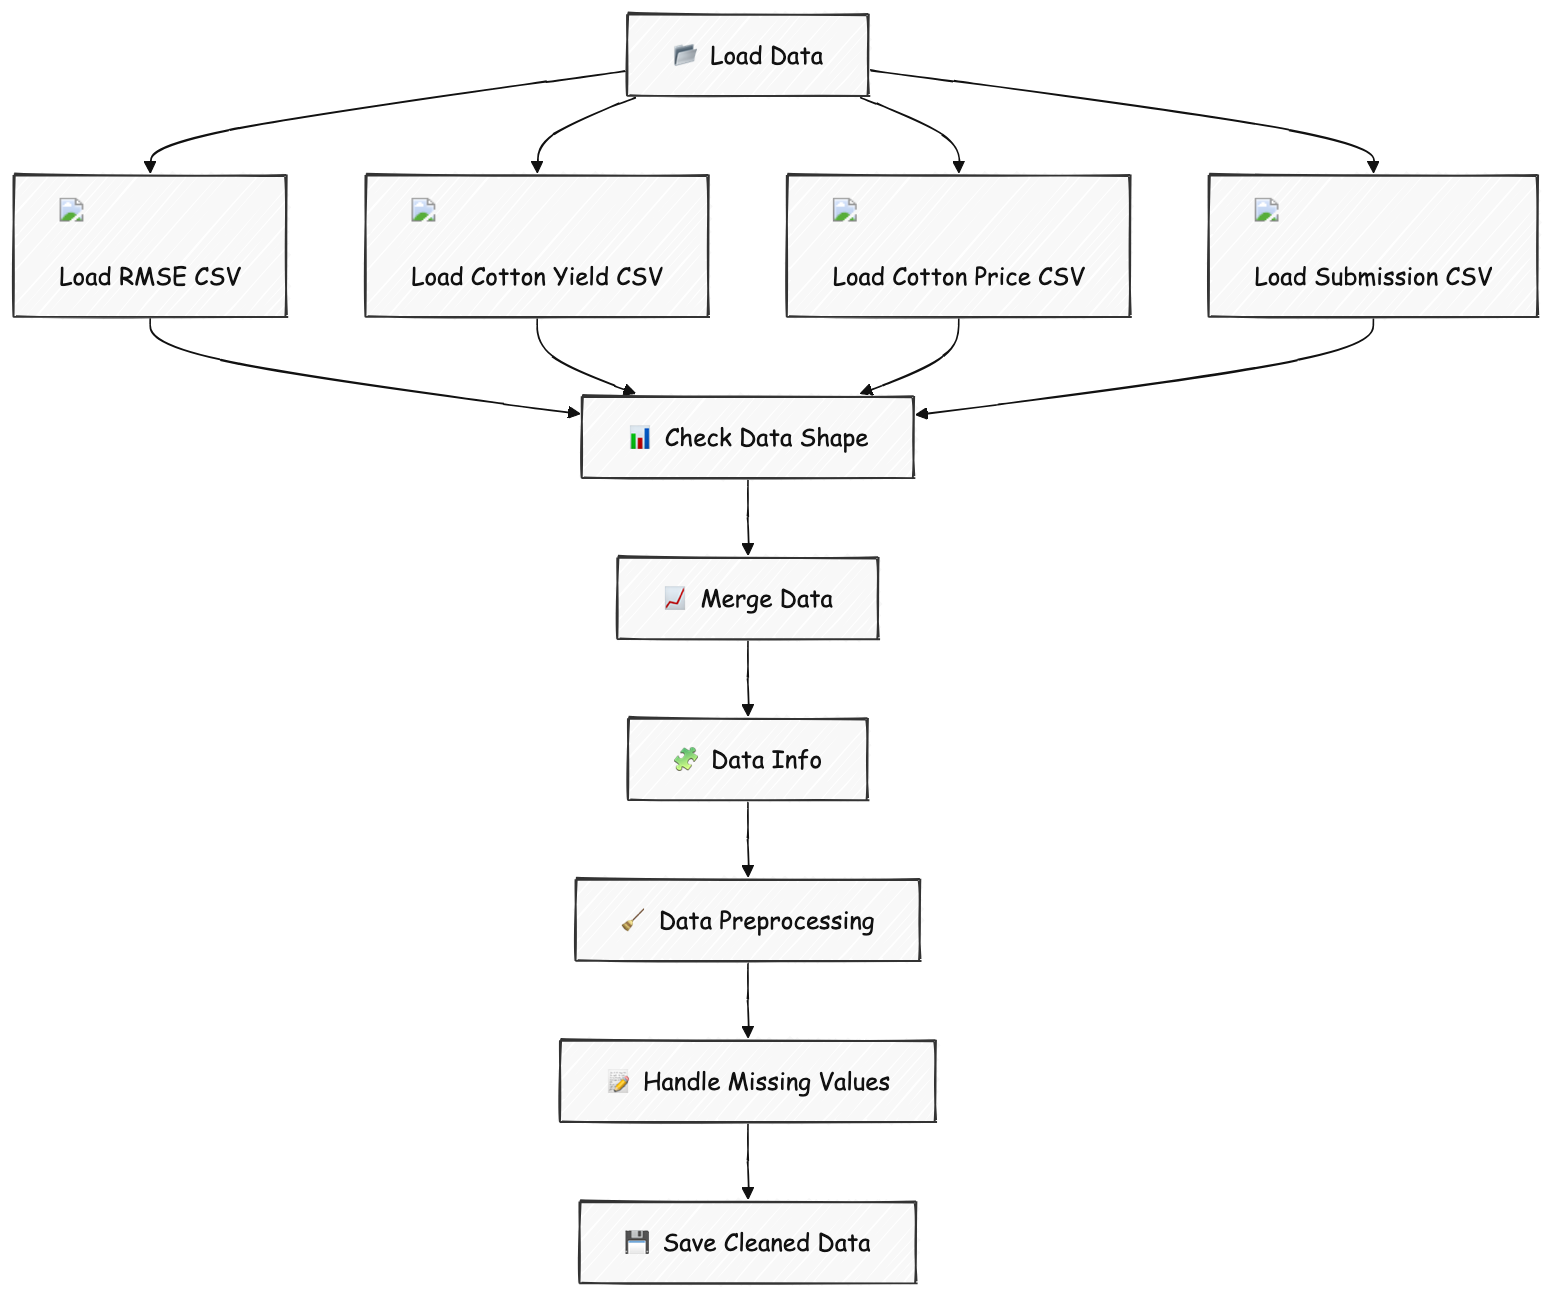 Load Data
Load RMSE CSV
Load Cotton Yield CSV
Load Cotton Price CSV
Load Submission CSV
Check Data Shape
Merge Data
Data Info
Data Preprocessing
Handle Missing Values
Save Cleaned Data